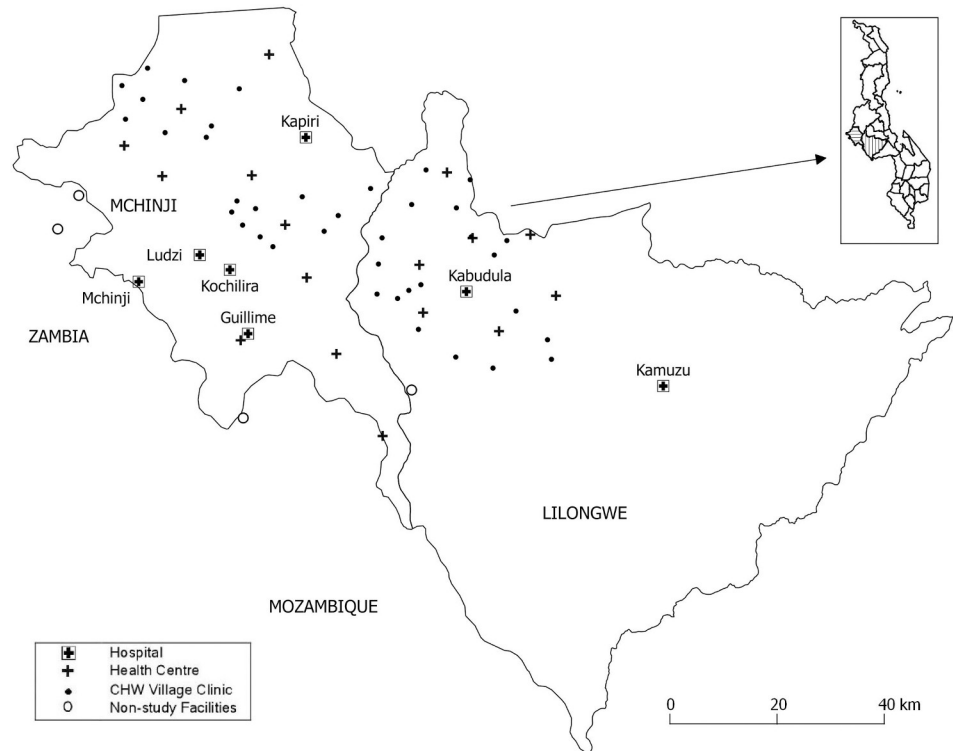 Kapiri
MCHINJI
Ludzi
Kochilira
Kabudula
Mchinji
Guillime
ZAMBIA
Kamuzu
LILONGWE
MOZAMBIQUE
Hospital
Health Centre
CHW Village Clinic
Non-study Facilities
0 20 40 km